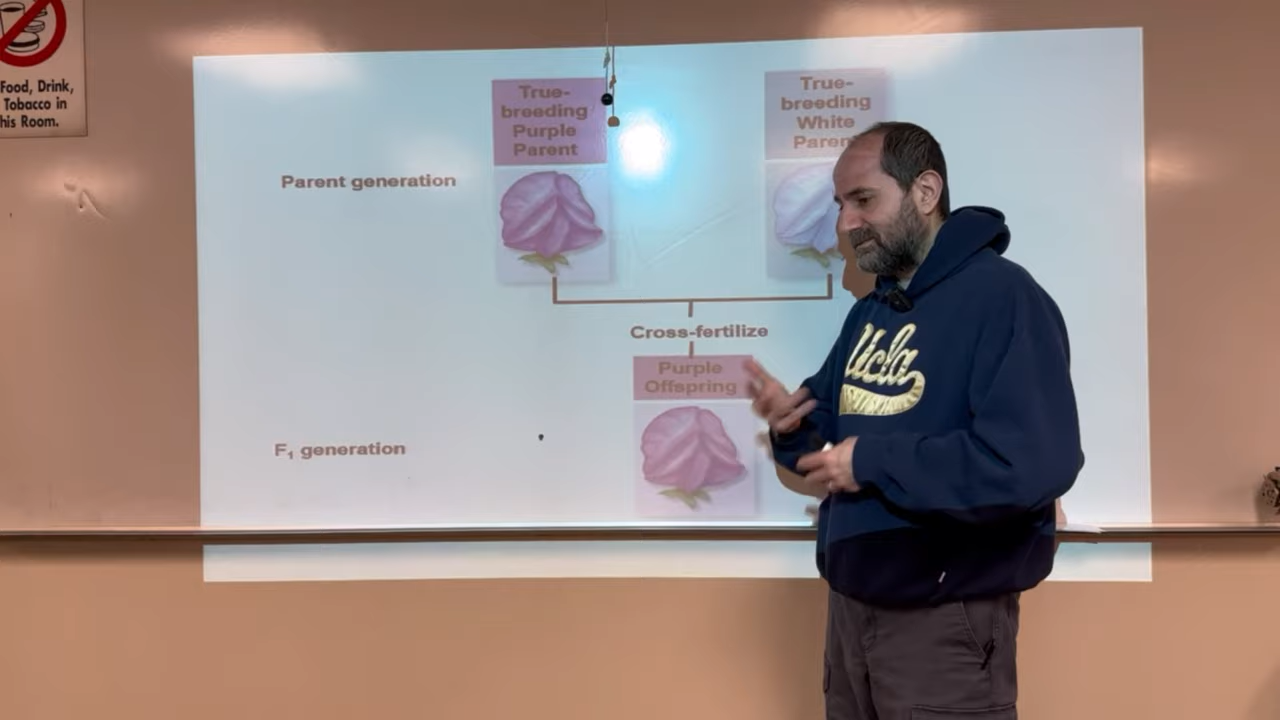 Food, Drink,
Tobacco in
his Room.
True-
breeding
Purple
Parent
True-
breeding
White
Paren
Parent generation
Cross-fertilize
Purple
Offspring
F₁ generation
Ucla